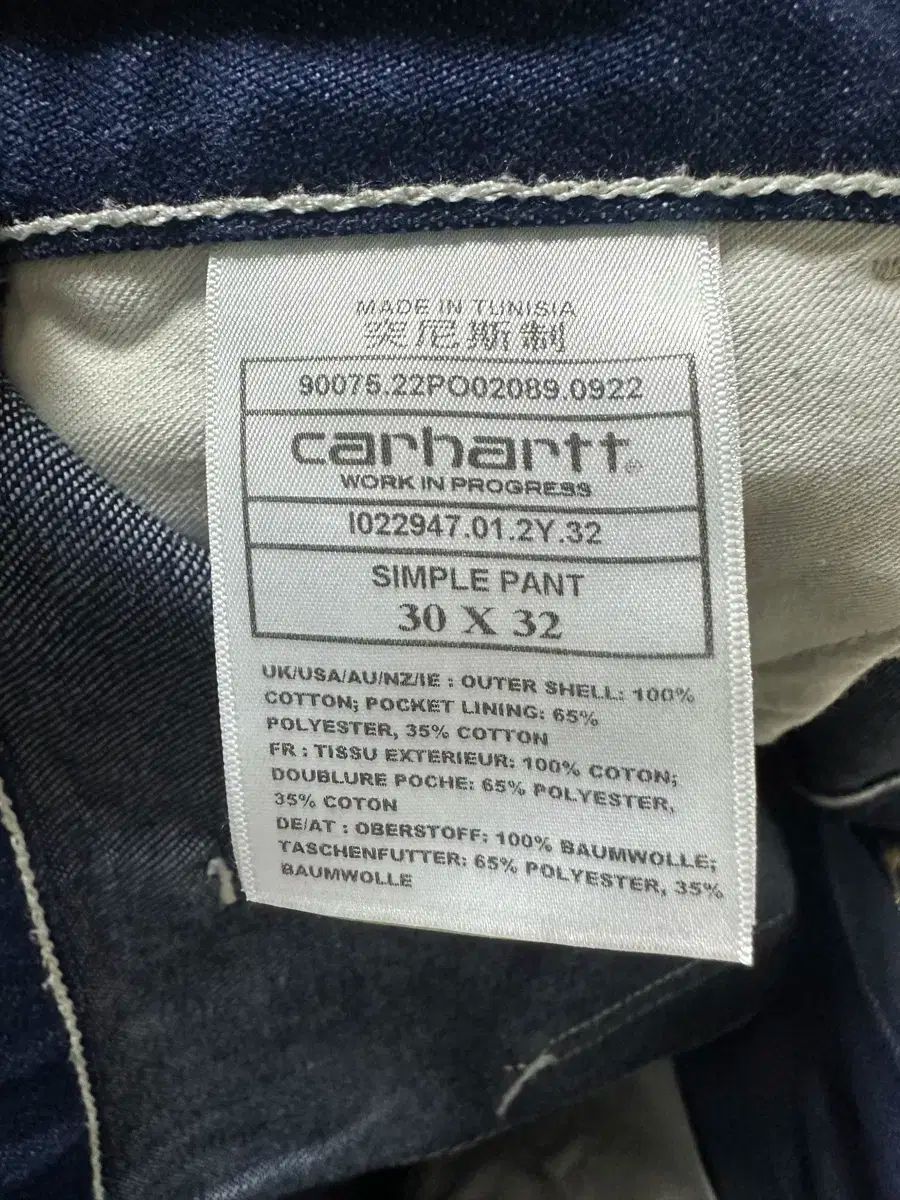 MADE IN TUNISIA
突尼斯制
90075.22PO02089.0922
carhartt®
WORK IN PROGRESS
I022947.01.2Y.32
SIMPLE PANT
30 X 32
UK/USA/AU/NZ/IE : OUTER SHELL: 100%
COTTON; POCKET LINING: 65%
POLYESTER, 35% COTTON
FR : TISSU EXTERIEUR: 100% COTON;
DOUBLURE POCHE: 65% POLYESTER,
35% COTON
DE/AT : OBERSTOFF: 100% BAUMWOLLE;
TASCHENFUTTER: 65% POLYESTER, 35%
BAUMWOLLE